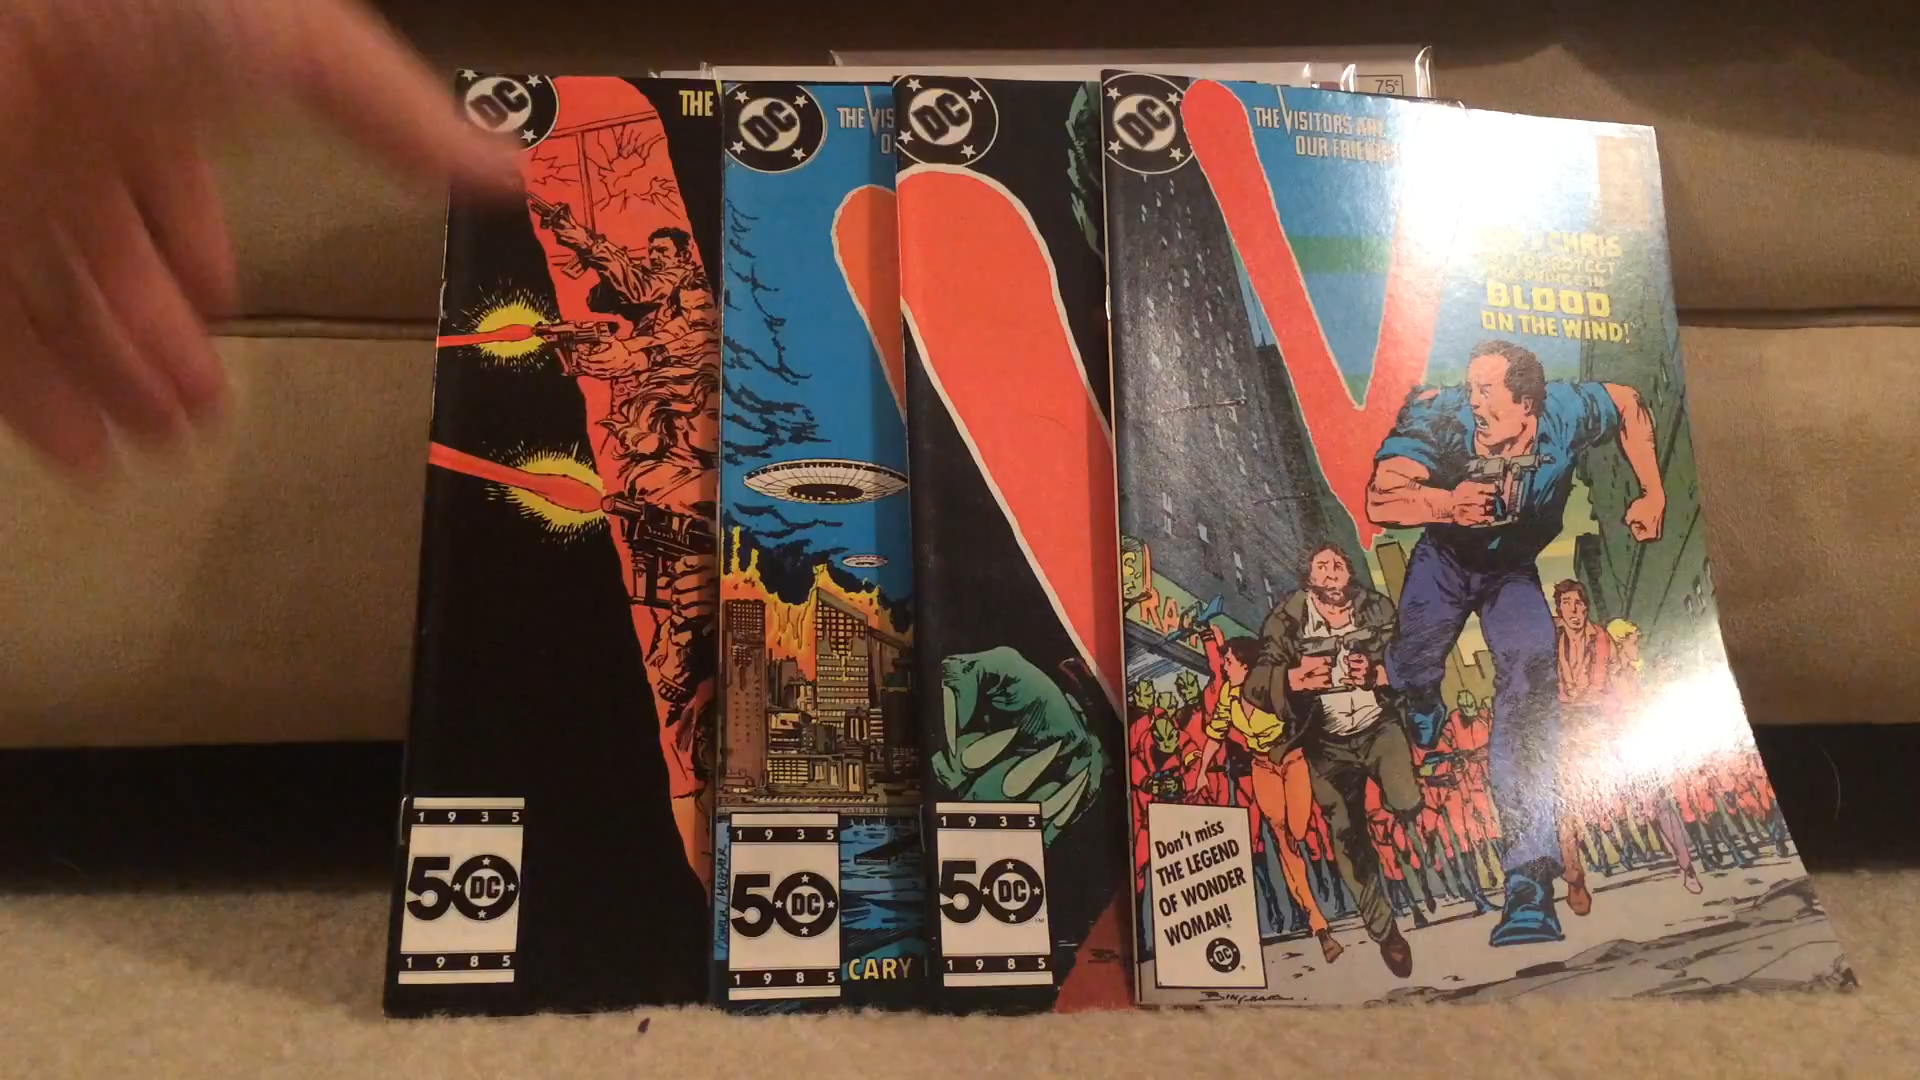 DC
THE
1935
50 DC
1985
DC
THE VIS
O
1935
50 DC
1985
CARY
DC
1935
50 DC
1985
75¢
DC
V
THE VISITORS ARE
OUR FRIENDS
CHRIS
TO PROTECT
IN
BLOOD
ON THE WIND!
Don't miss
THE LEGEND
OF WONDER
WOMAN!
DC